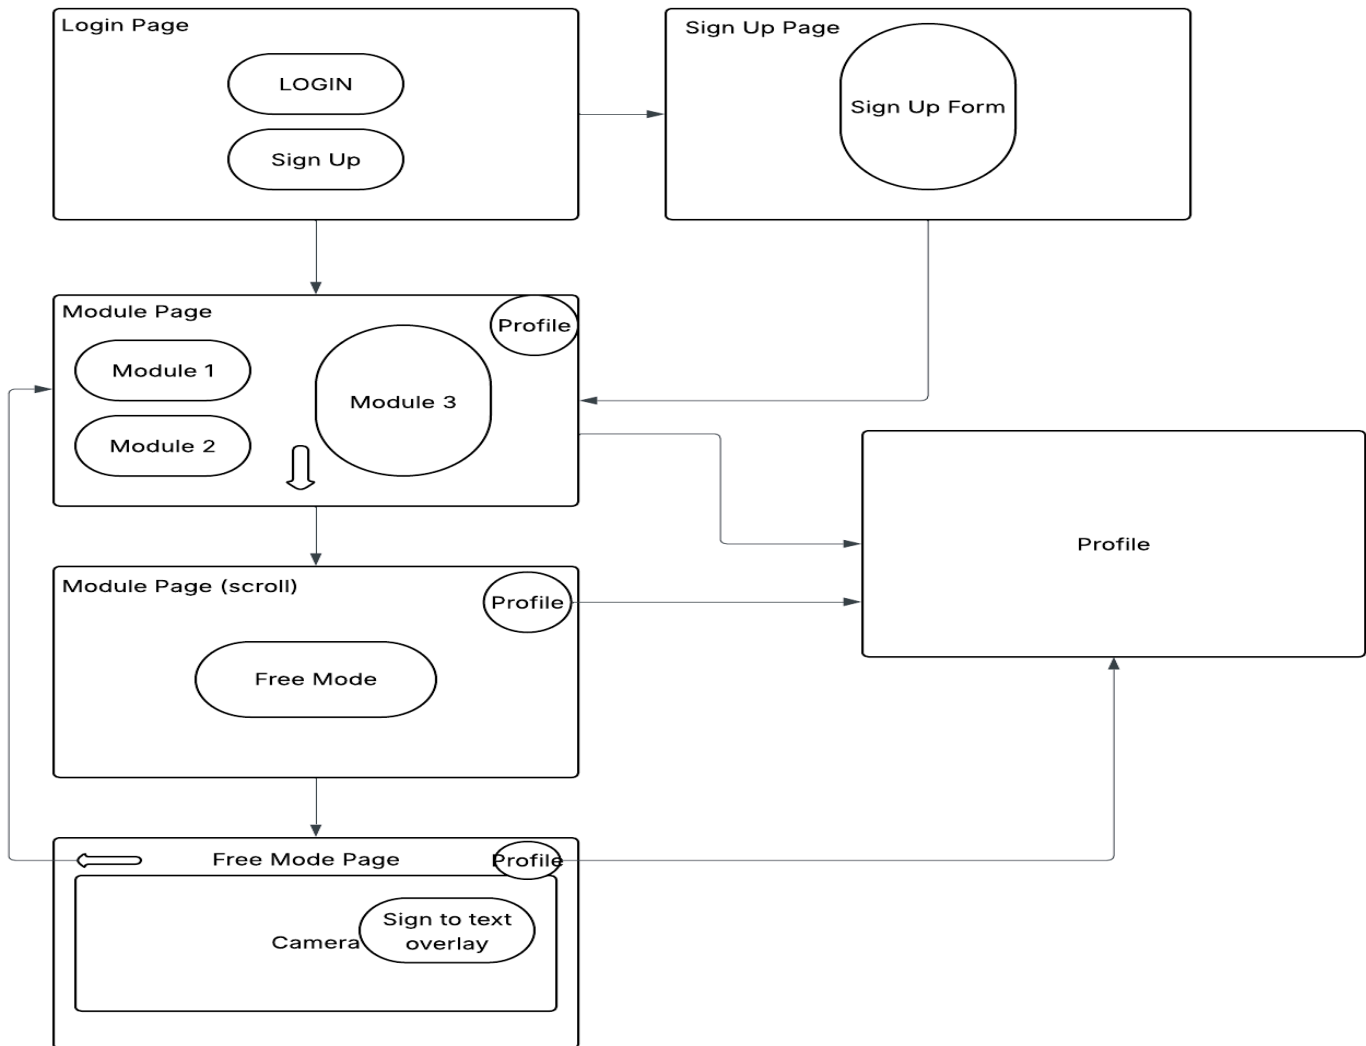 Login Page
LOGIN
Sign Up
Sign Up Page
Sign Up Form
Module Page
Profile
Module 1
Module 2
Module 3
Profile
Module Page (scroll)
Profile
Free Mode
Free Mode Page
Profile
Camera
Sign to text
overlay